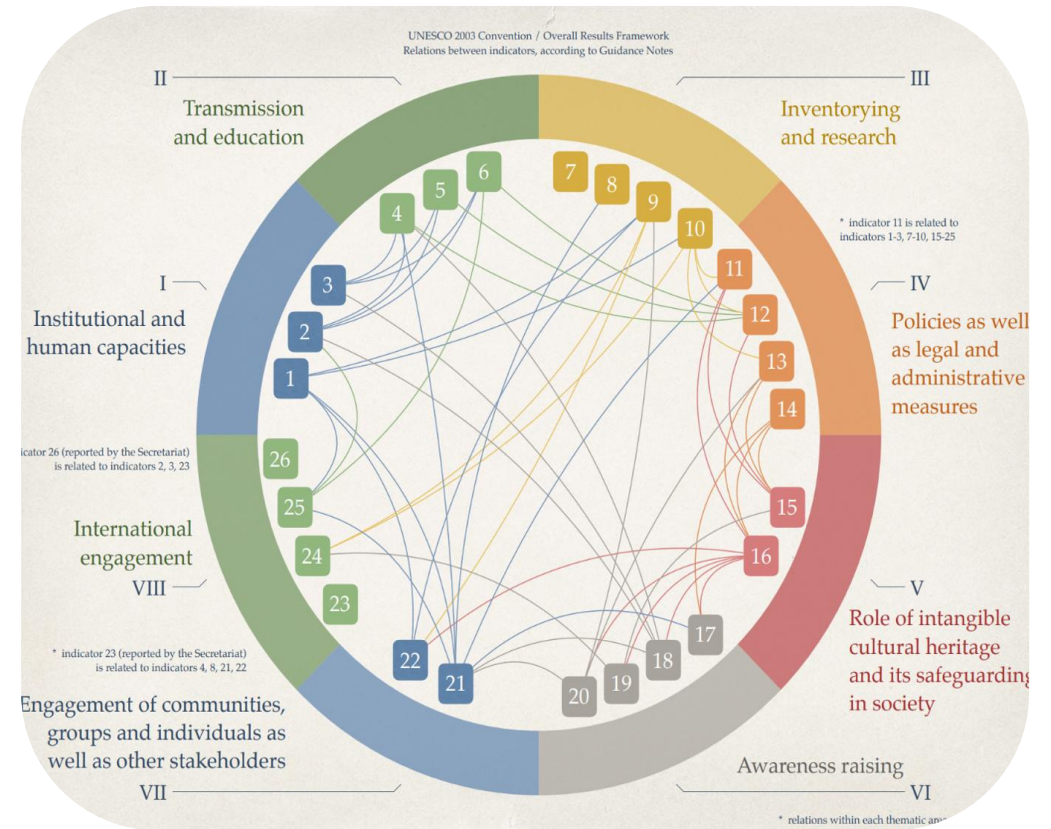 UNESCO 2003 Convention / Overall Results Framework
Relations between indicators, according to Guidance Notes
II
III
Transmission
and education
Inventorying
and research
6
7
5
8
4
9
10
* indicator 11 is related to
indicators 1-3, 7-10, 15-25
11
3
I
IV
12
2
Institutional and
human capacities
Policies as well
as legal and
administrative
measures
13
1
14
26
icator 26 (reported by the Secretariat)
is related to indicators 2, 3, 23
25
15
International
engagement
24
16
VIII
V
23
Role of intangible
cultural heritage
and its safeguarding
in society
17
* indicator 23 (reported by the Secretariat)
is related to indicators 4, 8, 21, 22
22
18
21
19
20
Engagement of communities,
groups and individuals as
well as other stakeholders
Awareness raising
VII
VI
* relations within each thematic